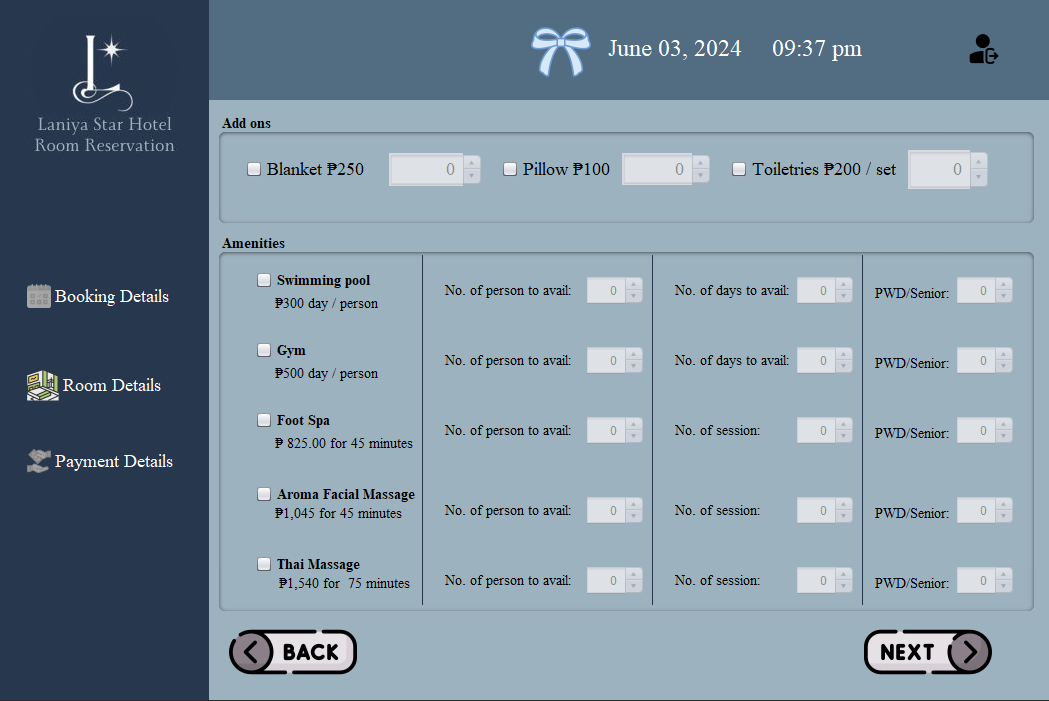 Laniya Star Hotel
Room Reservation
June 03, 2024 09:37 pm
Booking Details
Room Details
Payment Details
Add ons
Blanket ₱250 0 Pillow ₱100 0 Toiletries ₱200 / set 0
Amenities
Swimming pool
₱300 day / person
No. of person to avail: 0 No. of days to avail: 0 PWD/Senior: 0
Gym
₱500 day / person
No. of person to avail: 0 No. of days to avail: 0 PWD/Senior: 0
Foot Spa
₱ 825.00 for 45 minutes
No. of person to avail: 0 No. of session: 0 PWD/Senior: 0
Aroma Facial Massage
₱1,045 for 45 minutes
No. of person to avail: 0 No. of session: 0 PWD/Senior: 0
Thai Massage
₱1,540 for 75 minutes
No. of person to avail: 0 No. of session: 0 PWD/Senior: 0
BACK NEXT